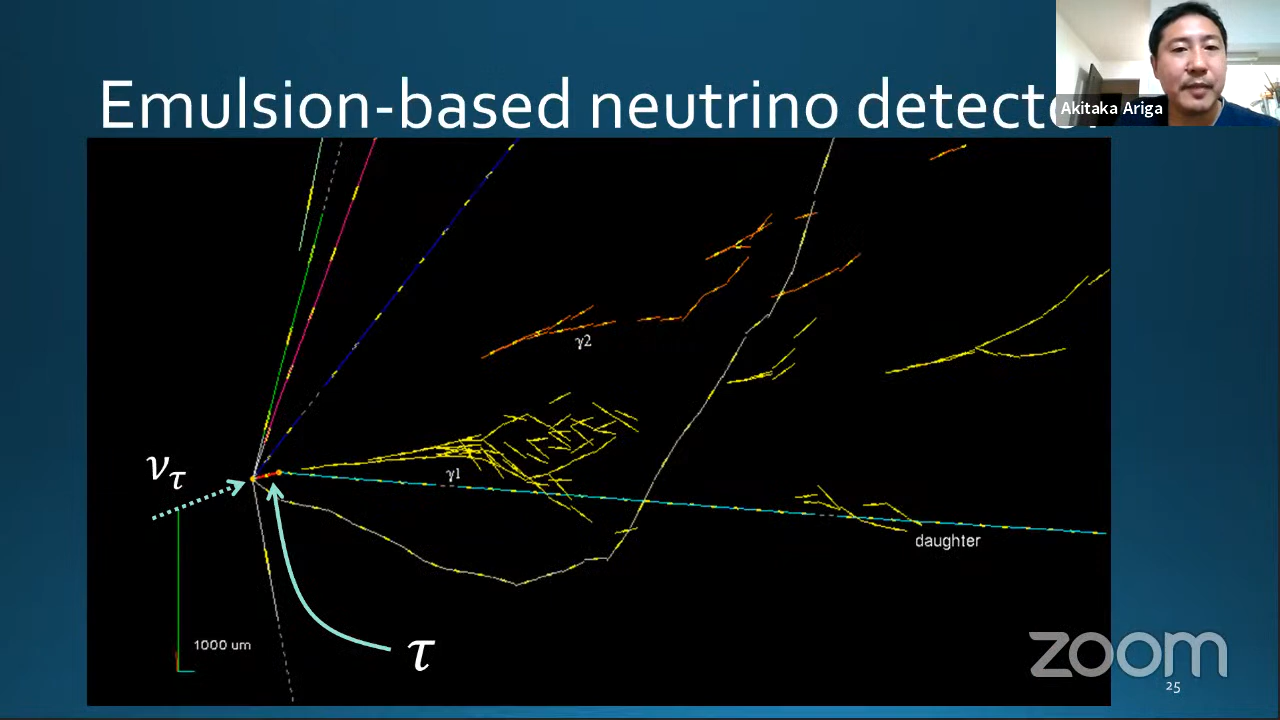 Emulsion-based neutrino detector
Akitaka Ariga
γ2
γ1
ντ
daughter
1000 um
τ
zoom
25